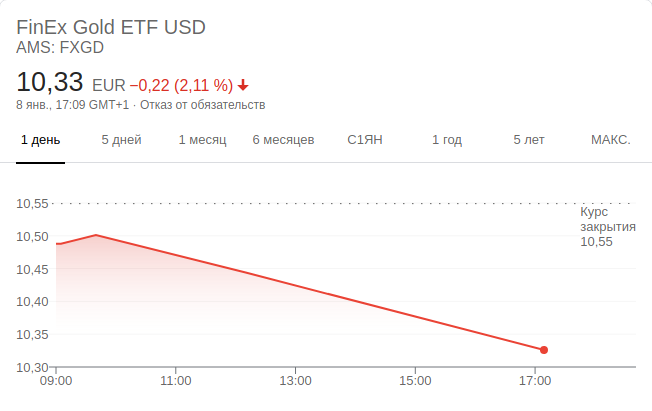 FinEx Gold ETF USD
AMS: FXGD
10,33 EUR −0,22 (2,11 %)
8 янв., 17:09 GMT+1 · Отказ от обязательств
1 день 5 дней 1 месяц 6 месяцев С1ЯН 1 год 5 лет МАКС.
10,55
Курс
закрытия
10,55
10,50
10,45
10,40
10,35
10,30
09:00 11:00 13:00 15:00 17:00